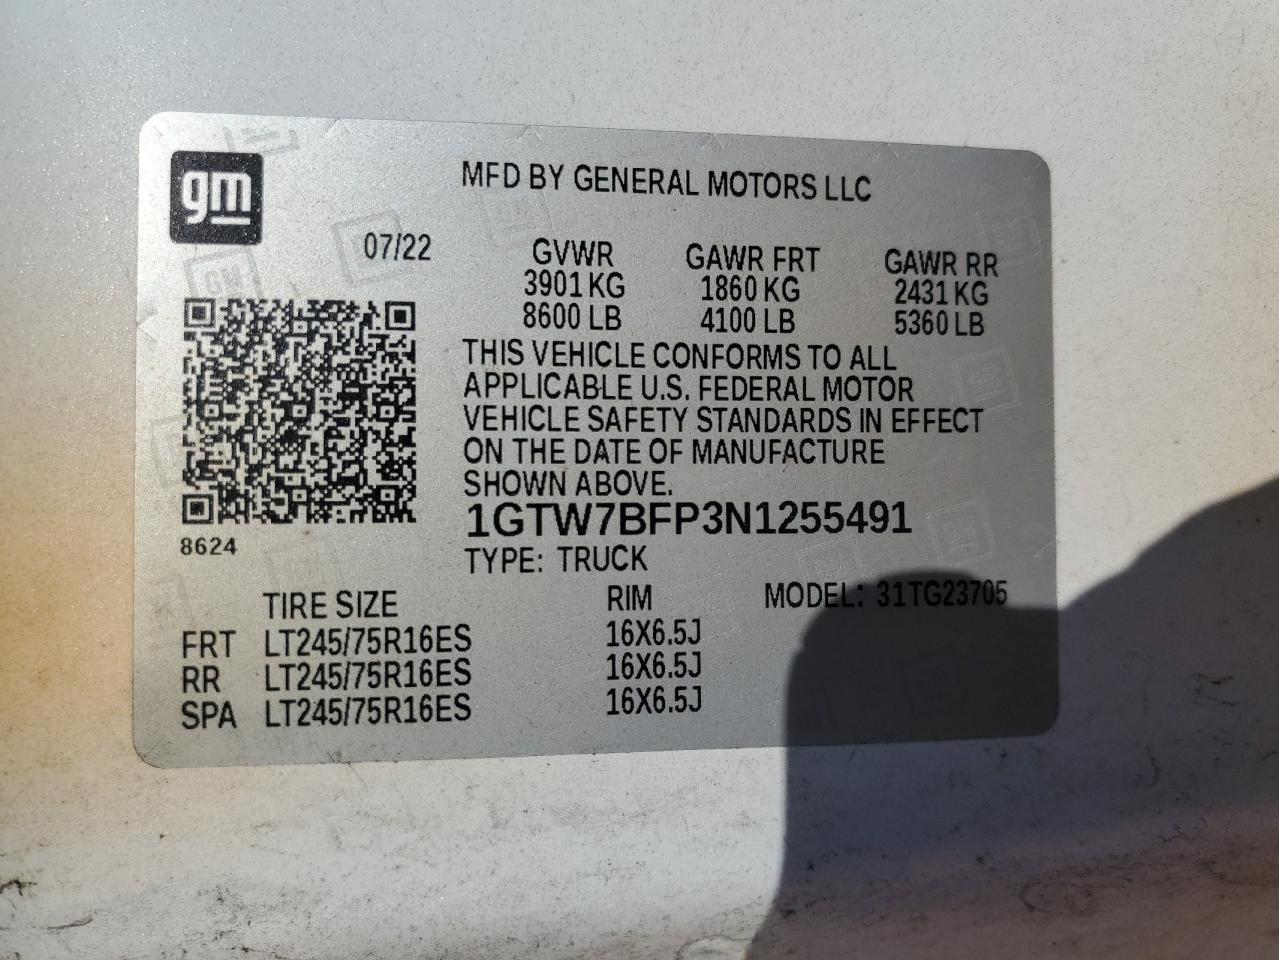 gm
MFD BY GENERAL MOTORS LLC
07/22
GVWR GAWR FRT GAWR RR
3901 KG 1860 KG 2431 KG
8600 LB 4100 LB 5360 LB
THIS VEHICLE CONFORMS TO ALL
APPLICABLE U.S. FEDERAL MOTOR
VEHICLE SAFETY STANDARDS IN EFFECT
ON THE DATE OF MANUFACTURE
SHOWN ABOVE.
1GTW7BFP3N1255491
8624
TYPE: TRUCK
TIRE SIZE RIM MODEL: 31TG23705
FRT LT245/75R16ES 16X6.5J
RR LT245/75R16ES 16X6.5J
SPA LT245/75R16ES 16X6.5J